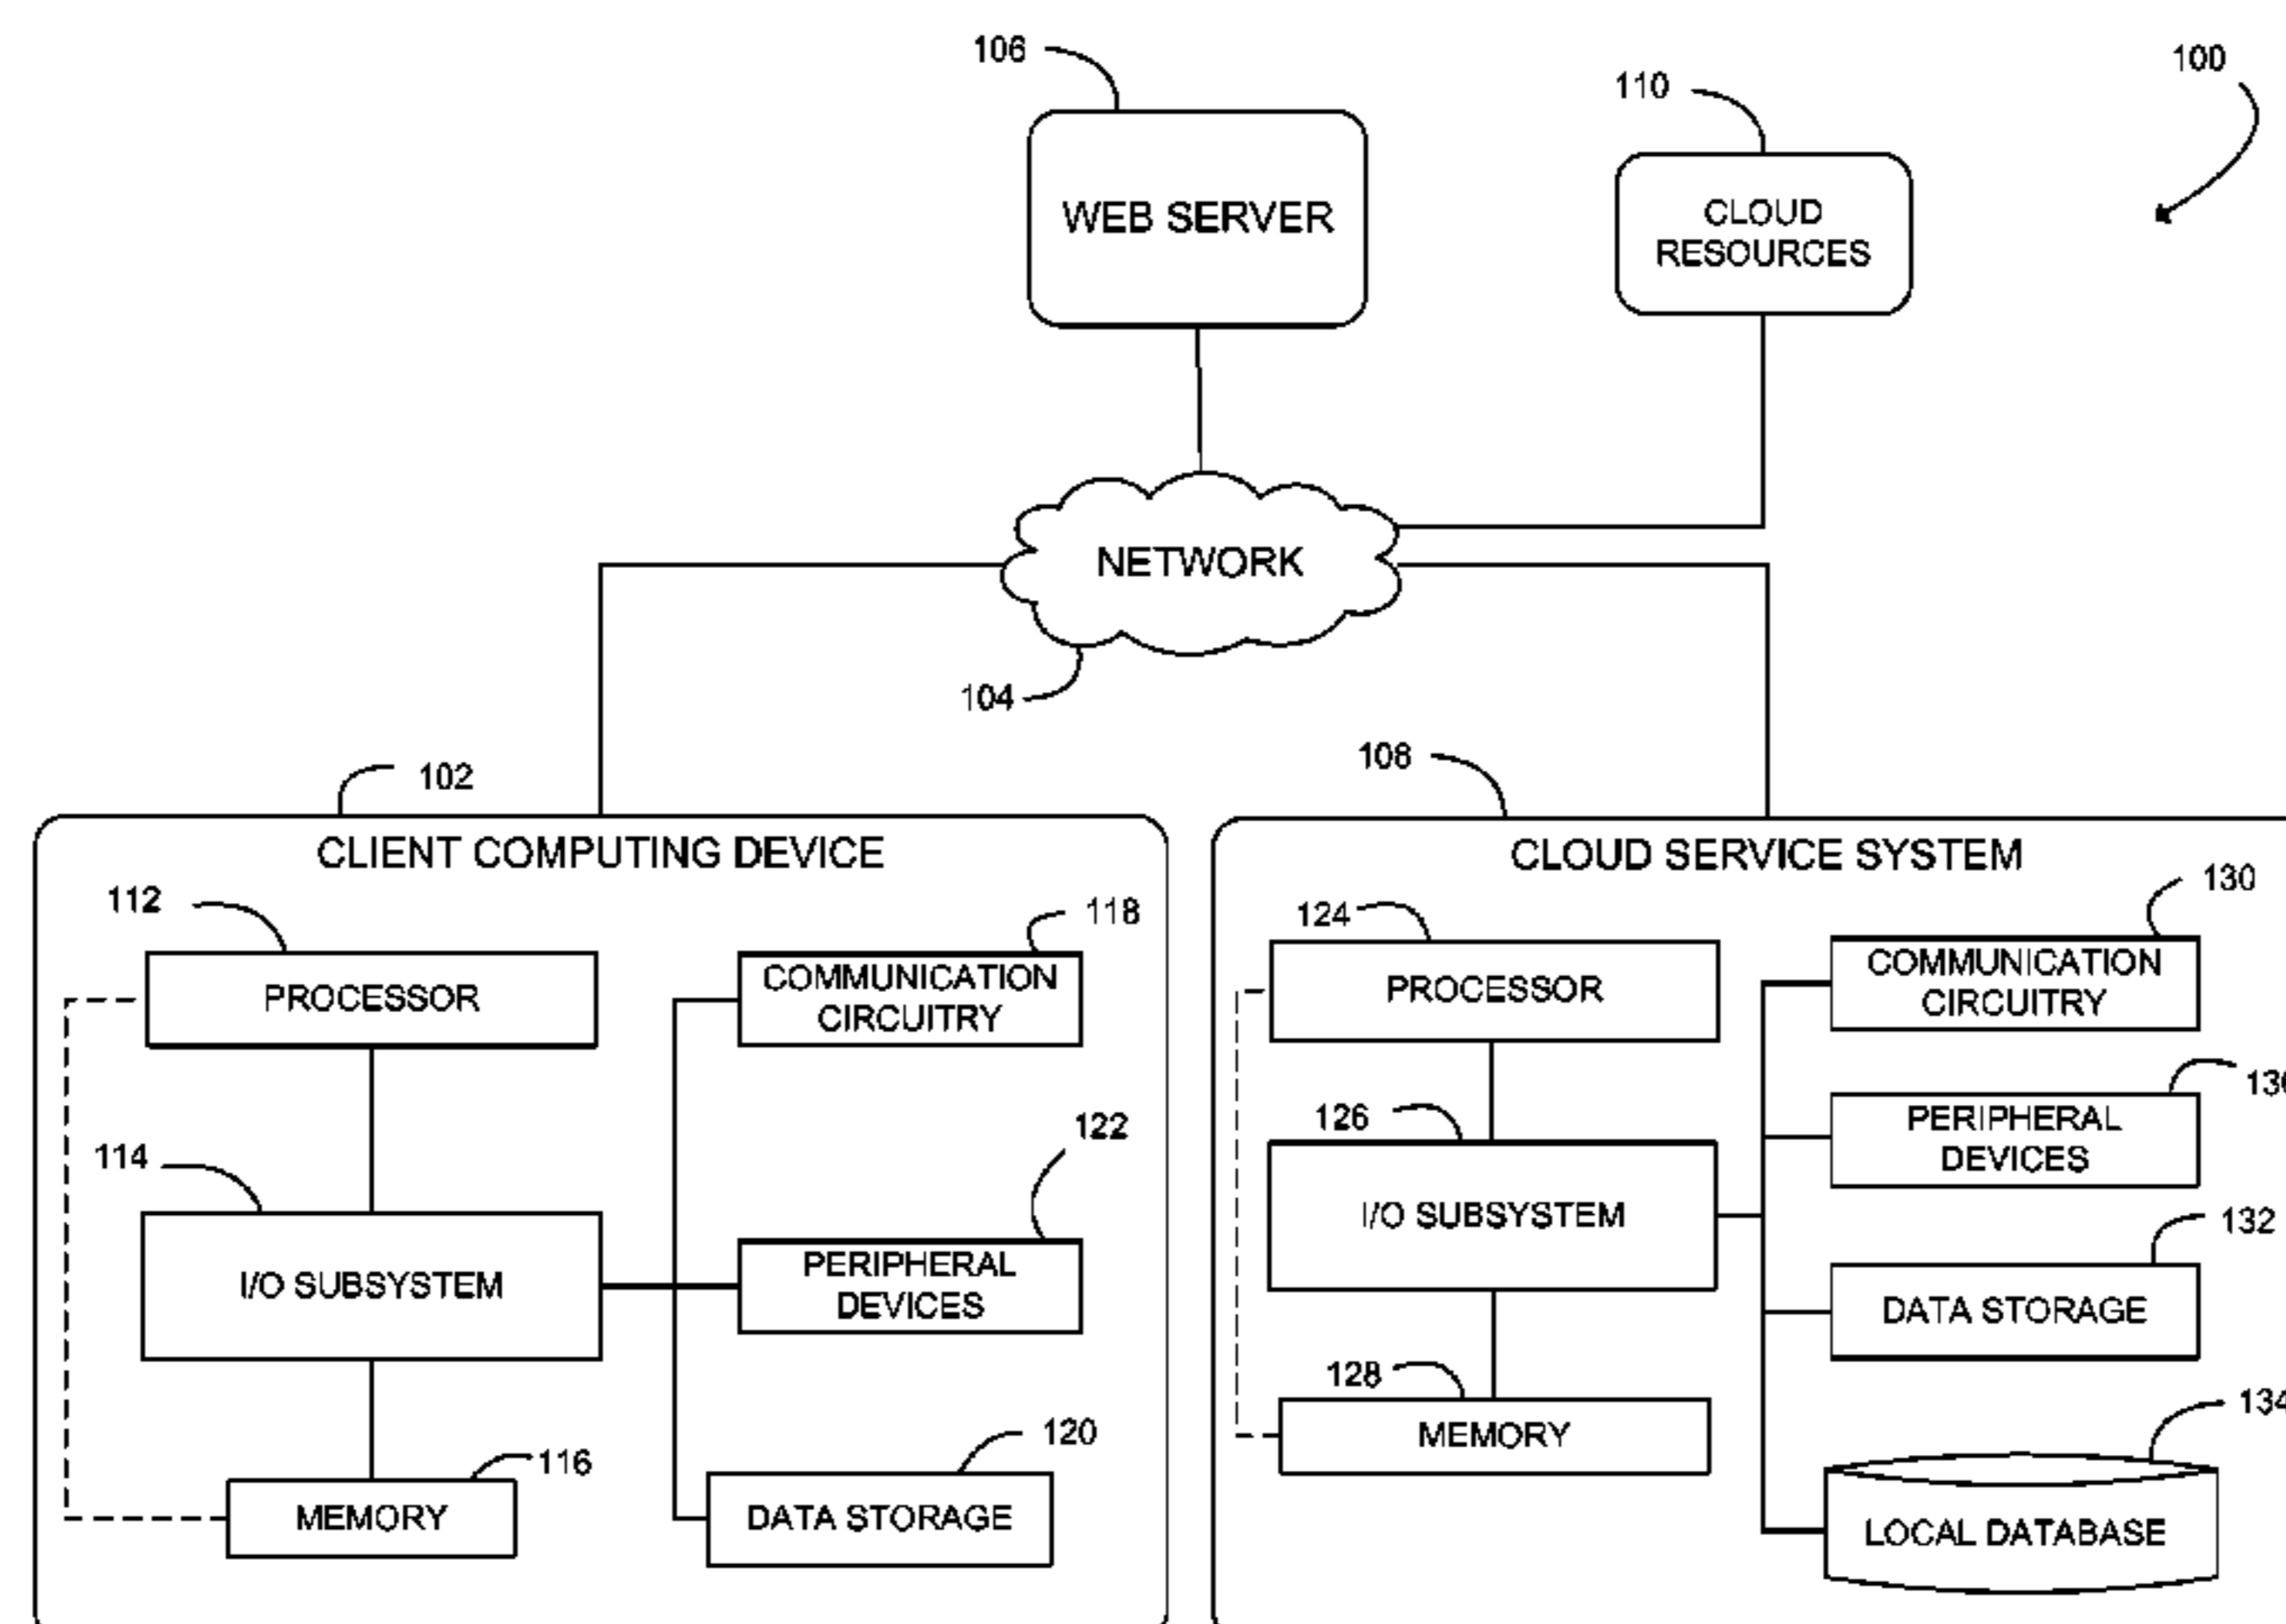 106
110
100
WEB SERVER
CLOUD
RESOURCES
NETWORK
104
102
108
CLIENT COMPUTING DEVICE
112
PROCESSOR
118
COMMUNICATION
CIRCUITRY
114
I/O SUBSYSTEM
122
PERIPHERAL
DEVICES
116
MEMORY
120
DATA STORAGE
CLOUD SERVICE SYSTEM
124
PROCESSOR
130
COMMUNICATION
CIRCUITRY
126
I/O SUBSYSTEM
PERIPHERAL
DEVICES
132
DATA STORAGE
128
MEMORY
134
LOCAL DATABASE